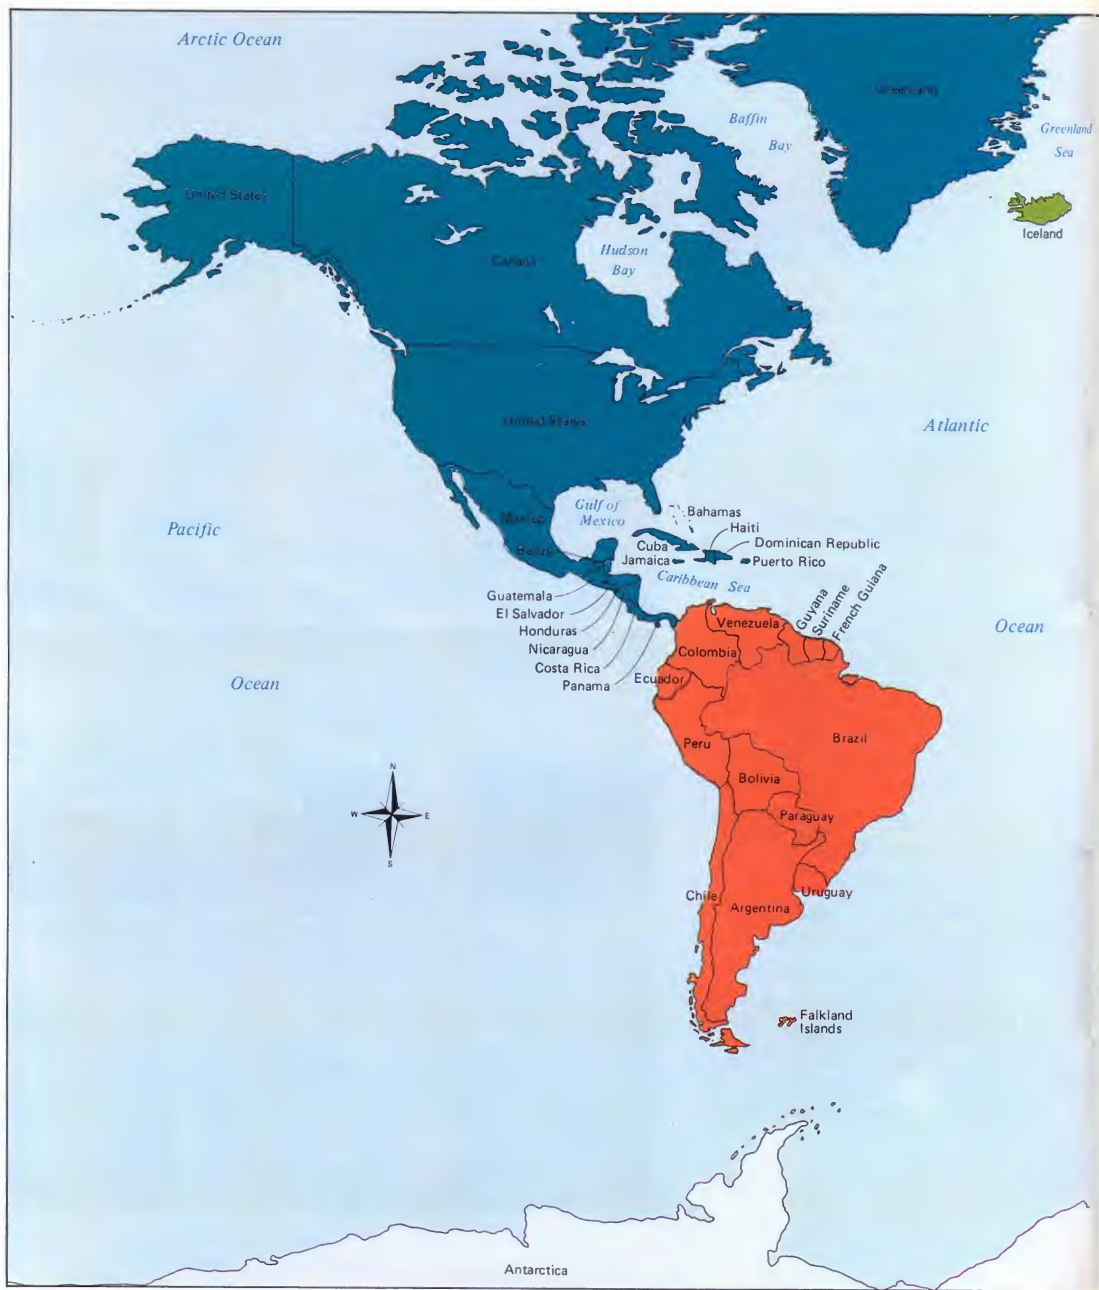 Arctic Ocean
Greenland
Baffin
Bay
Greenland
Sea
United States
Iceland
Hudson
Bay
Canada
United States
Atlantic
Pacific
Gulf of
Mexico
Bahamas
Haiti
Mexico
Dominican Republic
Cuba
Belize
Jamaica
Puerto Rico
Caribbean Sea
Guatemala
El Salvador
Honduras
Nicaragua
Costa Rica
Panama
Guyana
Suriname
French Guiana
Venezuela
Ocean
Colombia
Ocean
Ecuador
Brazil
Peru
N
Bolivia
W
E
Paraguay
S
Chile
Uruguay
Argentina
Falkland
Islands
Antarctica